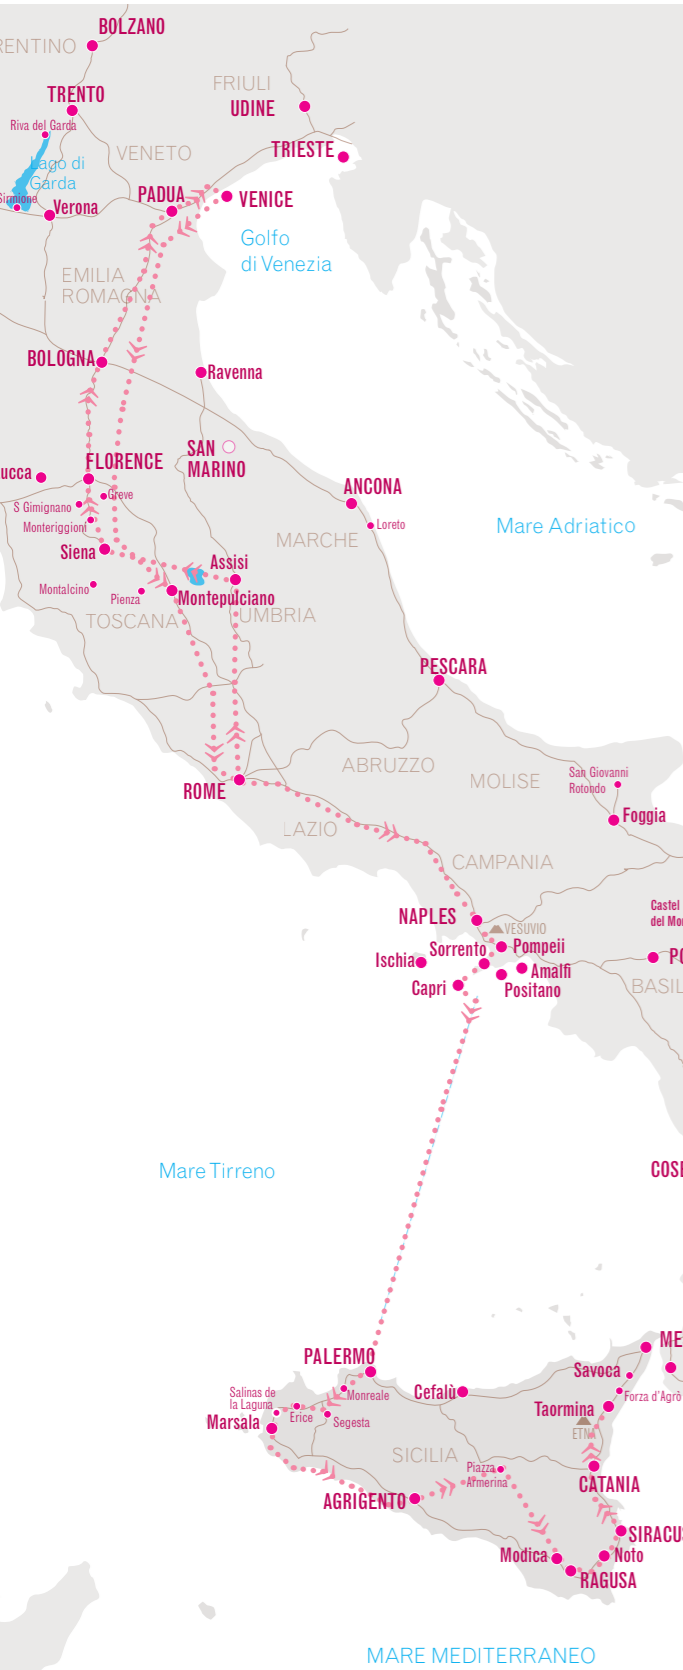 BOLZANO
RENTINO
TRENTO
FRIULI
UDINE
Riva del Garda
TRIESTE
VENETO
Lago di
Garda
Sirmione
Verona
PADUA
VENICE
Golfo
di Venezia
EMILIA
ROMAGNA
BOLOGNA
Ravenna
SAN
MARINO
FLORENCE
ucca
ANCONA
Greve
S Gimignano
Monteriggioni
Loreto
Mare Adriatico
MARCHE
Siena
Assisi
Montalcino
Pienza
Montepulciano
TOSCANA
UMBRIA
PESCARA
ABRUZZO
MOLISE
San Giovanni
Rotondo
ROME
Foggia
LAZIO
CAMPANIA
Castel
del Mo
NAPLES
VESUVIO
Sorrento
Pompeii
Ischia
Amalfi
PO
Capri
Positano
BASIL
Mare Tirreno
COSE
PALERMO
ME
Savoca
Monreale
Cefalù
Forza d'Agrò
Salinas de
la Laguna
Erice
Segesta
Taormina
Marsala
ETNA
SICILIA
Piazza
Armerina
CATANIA
AGRIGENTO
SIRACUS
Modica
Noto
RAGUSA
MARE MEDITERRANEO